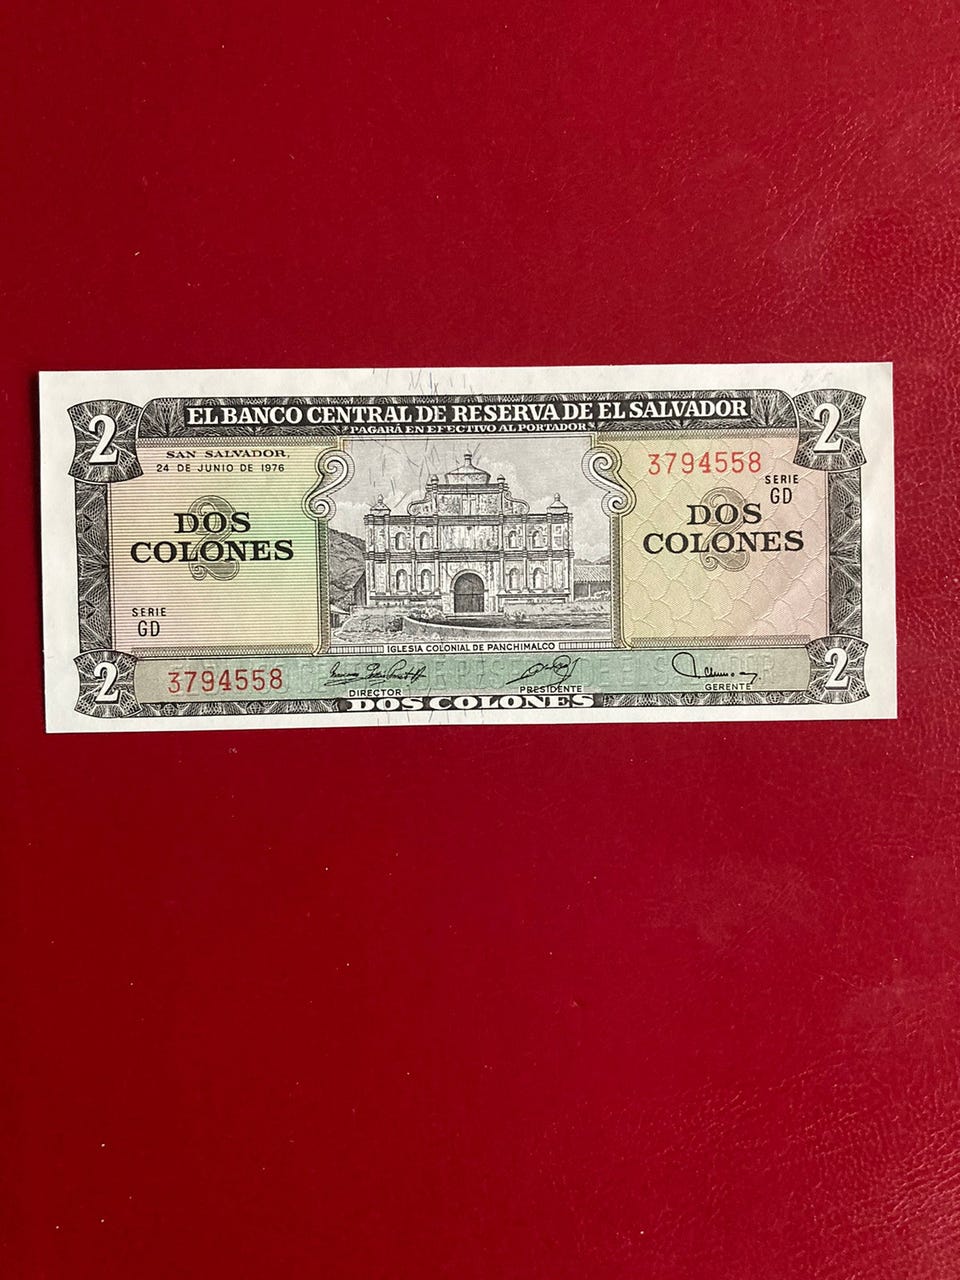 2 EL BANCO CENTRAL DE RESERVA DE EL SALVADOR 2
PAGARÁ EN EFECTIVO AL PORTADOR
SAN SALVADOR,
24 DE JUNIO DE 1976
3794558
SERIE
GD
2
DOS
COLONES
2
DOS
COLONES
SERIE
GD
IGLESIA COLONIAL DE PANCHIMALCO
2 3794558 2
DIRECTOR PRESIDENTE GERENTE
DOS COLONES